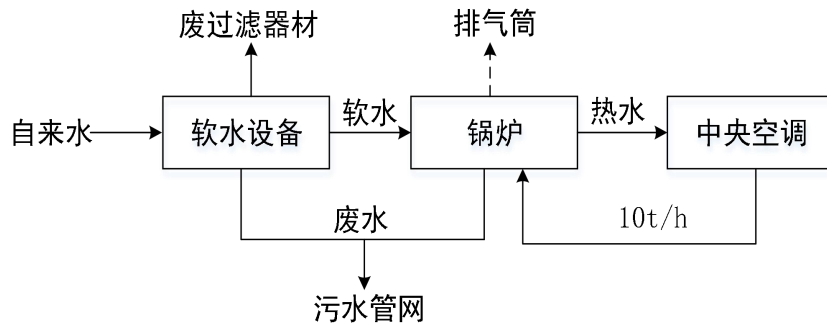 废过滤器材
排气筒
自来水
软水设备
软水
锅炉
热水
中央空调
废水
10t/h
污水管网